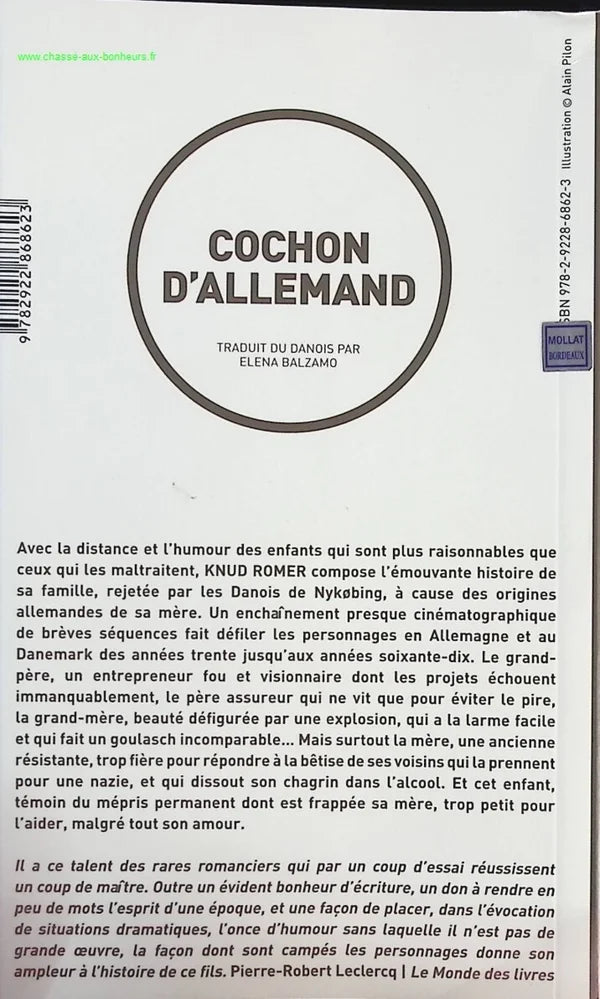 www.chasse-aux-bonheurs.fr
COCHON
D'ALLEMAND
TRADUIT DU DANOIS PAR
ELENA BALZAMO
9782922868623
SBN 978-2-9228-6862-3 Illustration © Alain Pilon
MOLLAT
BORDEAUX
Avec la distance et l'humour des enfants qui sont plus raisonnables que
ceux qui les maltraitent, KNUD ROMER compose l'émouvante histoire de
sa famille, rejetée par les Danois de Nykøbing, à cause des origines
allemandes de sa mère. Un enchaînement presque cinématographique
de brèves séquences fait défiler les personnages en Allemagne et au
Danemark des années trente jusqu'aux années soixante-dix. Le grand-
père, un entrepreneur fou et visionnaire dont les projets échouent
immanquablement, le père assureur qui ne vit que pour éviter le pire,
la grand-mère, beauté défigurée par une explosion, qui a la larme facile
et qui fait un goulasch incomparable... Mais surtout la mère, une ancienne
résistante, trop fière pour répondre à la bêtise de ses voisins qui la prennent
pour une nazie, et qui dissout son chagrin dans l'alcool. Et cet enfant,
témoin du mépris permanent dont est frappée sa mère, trop petit pour
l'aider, malgré tout son amour.
Il a ce talent des rares romanciers qui par un coup d'essai réussissent
un coup de maître. Outre un évident bonheur d'écriture, un don à rendre en
peu de mots l'esprit d'une époque, et une façon de placer, dans l'évocation
de situations dramatiques, l'once d'humour sans laquelle il n'est pas de
grande œuvre, la façon dont sont campés les personnages donne son
ampleur à l'histoire de ce fils. Pierre-Robert Leclercq | Le Monde des livres